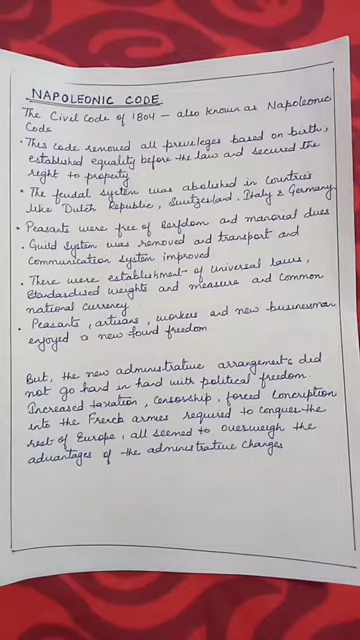 NAPOLEONIC CODE
The Civil Code of 1804 - also known as Napoleonic
Code
• This code removed all previleges based on birth,
established equality before the law and secured the
right to property
• The feudal system was abolished in countries
like Dutch Republic, Switzerland, Italy & Germany
• Peasants were free of serfdom and manorial dues
• Guild system was removed and transport and
communication system improved.
• There were establishment of universal laws,
standardised weights and measure and common
national currency.
• Peasants, artisans, workers and new businessman
enjoyed a new found freedom.
But, the new administrative arrangements did
not go hand in hand with political freedom.
Increased taxation, censorship, forced conscription
into the French armies required to conquer the
rest of Europe, all seemed to overweigh the
advantages of the administrative changes